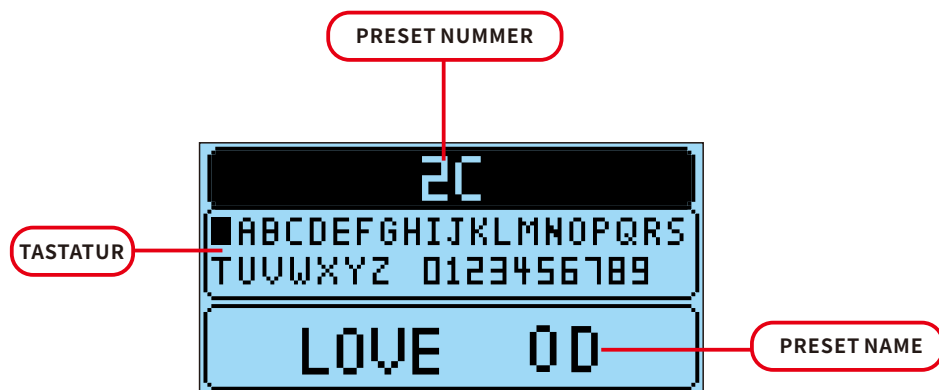 PRESET NUMMER
2C
ABCDEFGHIJKLMNOPQRS
TASTATUR
TUVWXYZ 0123456789
LOVE OD
PRESET NAME